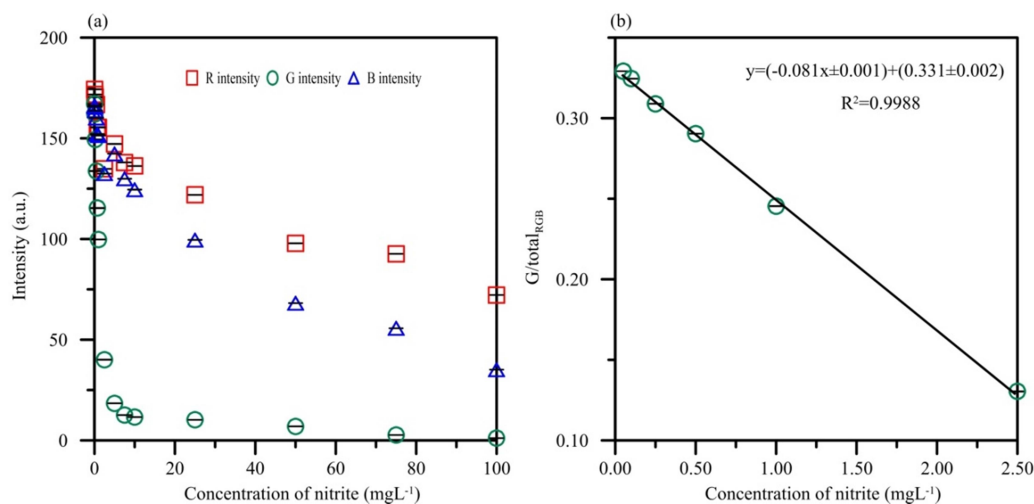 (a)
200
150
100
50
0
Intensity (a.u.)
R intensity G intensity B intensity
0 20 40 60 80 100
Concentration of nitrite (mgL⁻¹)
(b)
0.30
0.20
0.10
G/total_RGB
y=(-0.081x±0.001)+(0.331±0.002)
R²=0.9988
0.00 0.50 1.00 1.50 2.00 2.50
Concentration of nitrite (mgL⁻¹)